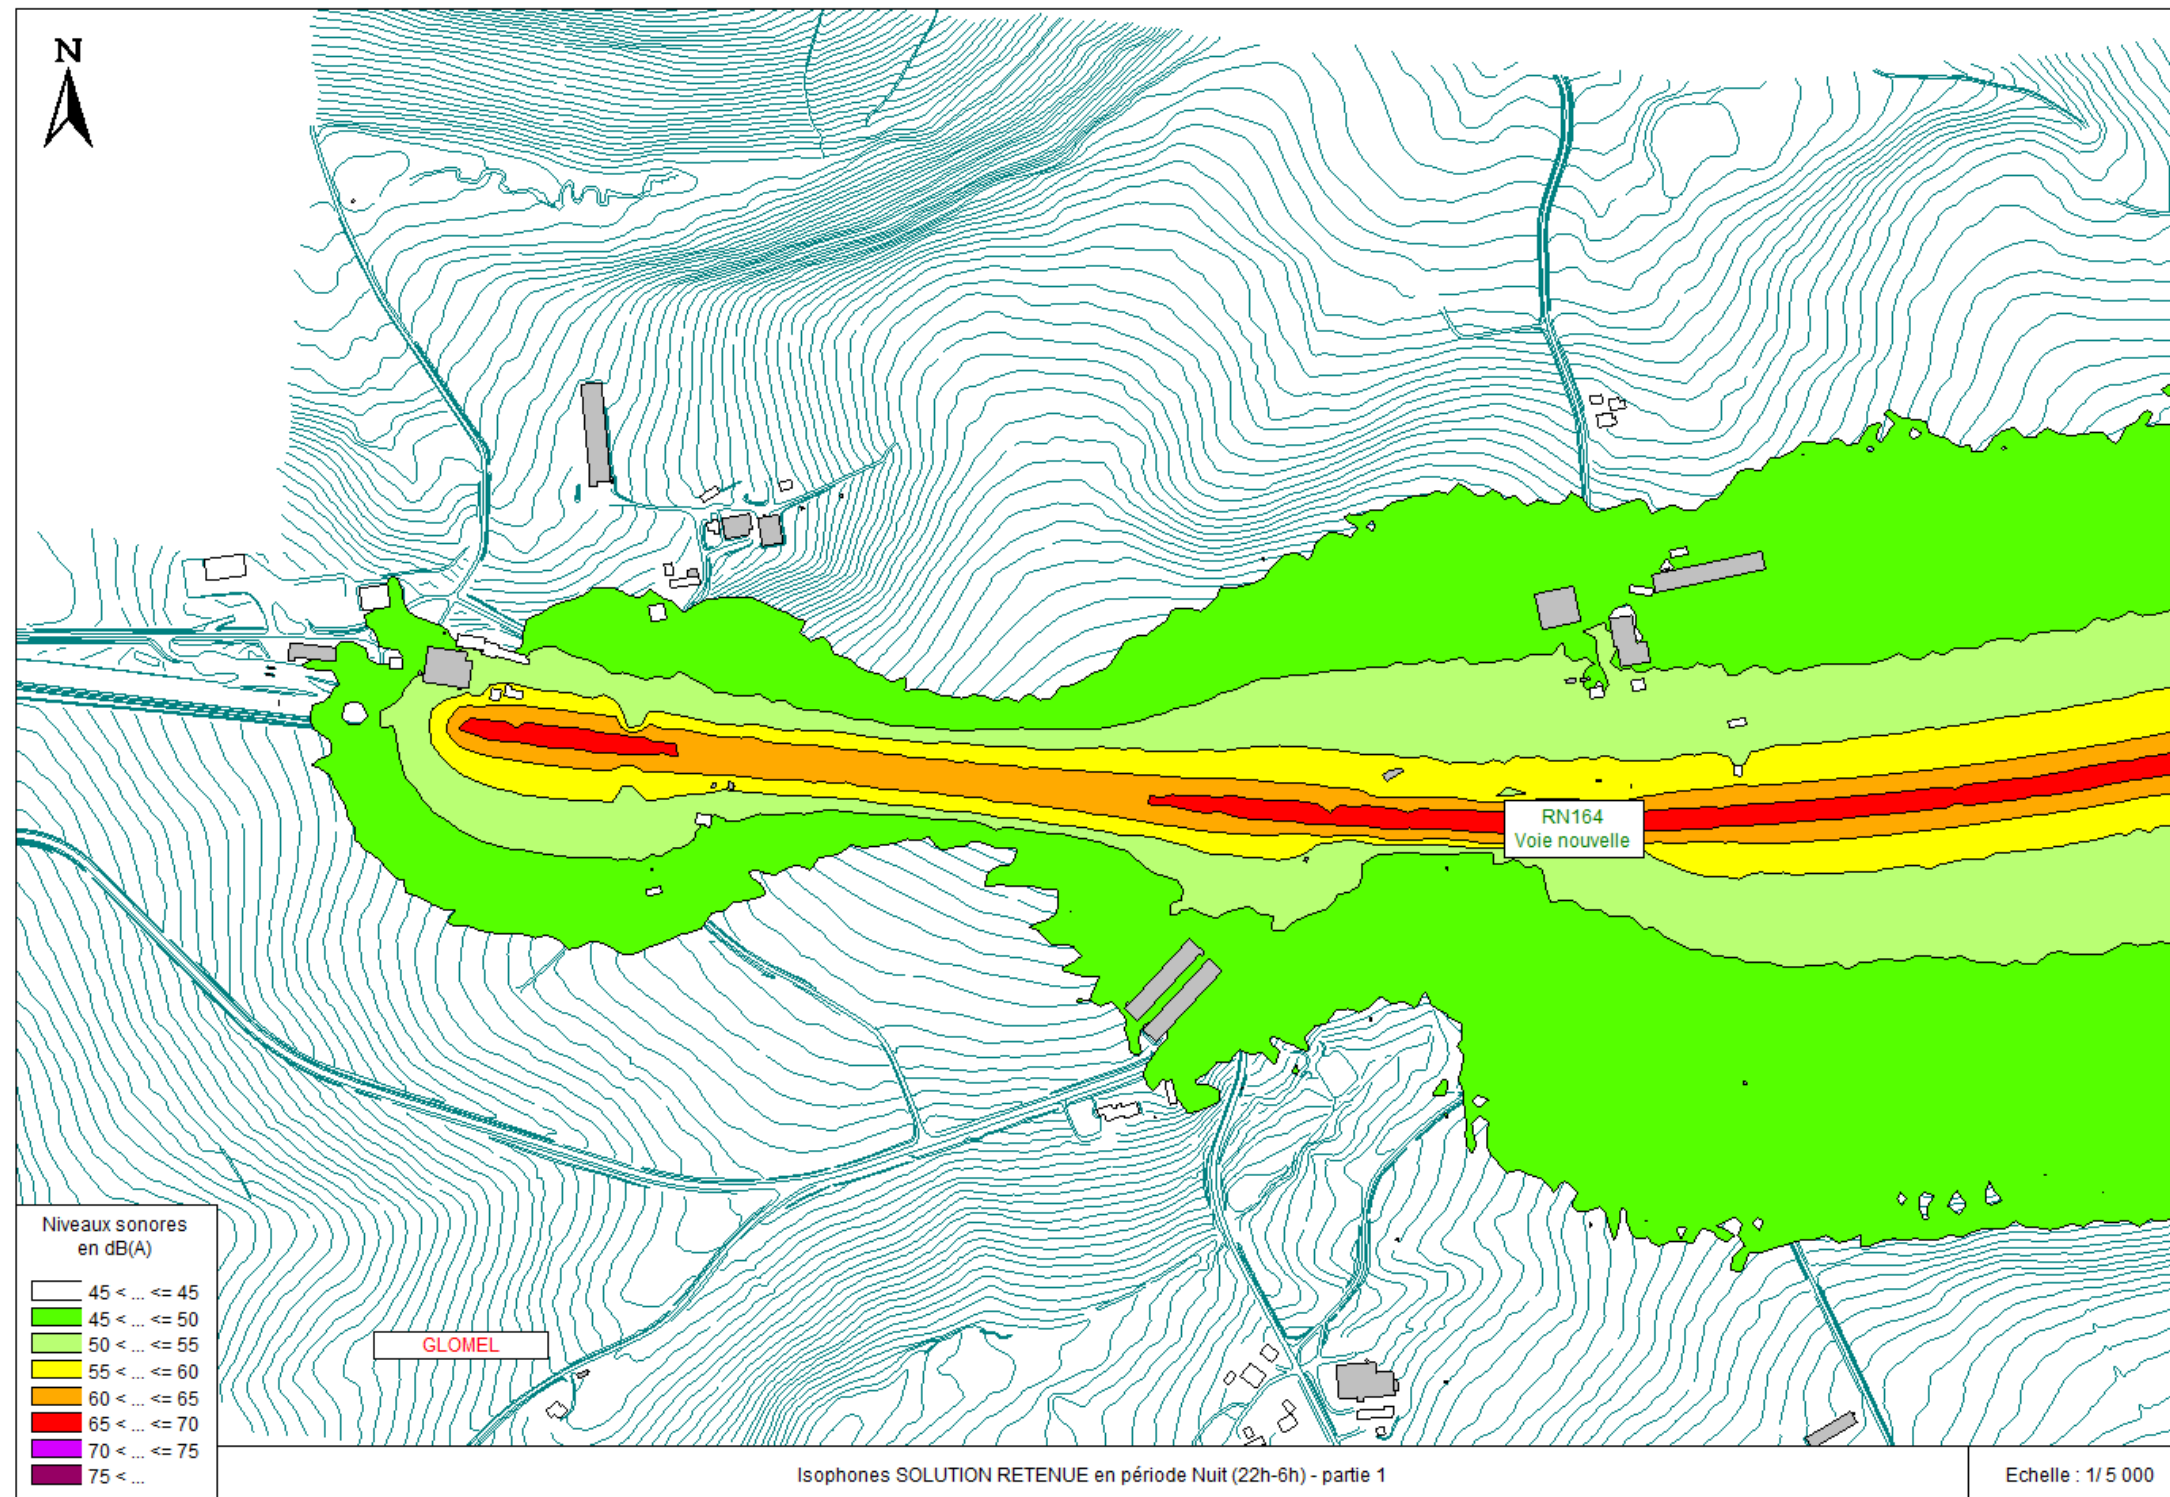 N
RN164
Voie nouvelle
Niveaux sonores
en dB(A)
45 < ... <= 45
45 < ... <= 50
50 < ... <= 55
55 < ... <= 60
60 < ... <= 65
65 < ... <= 70
70 < ... <= 75
75 < ...
GLOMEL
Isophones SOLUTION RETENUE en période Nuit (22h-6h) - partie 1
Echelle : 1/ 5 000